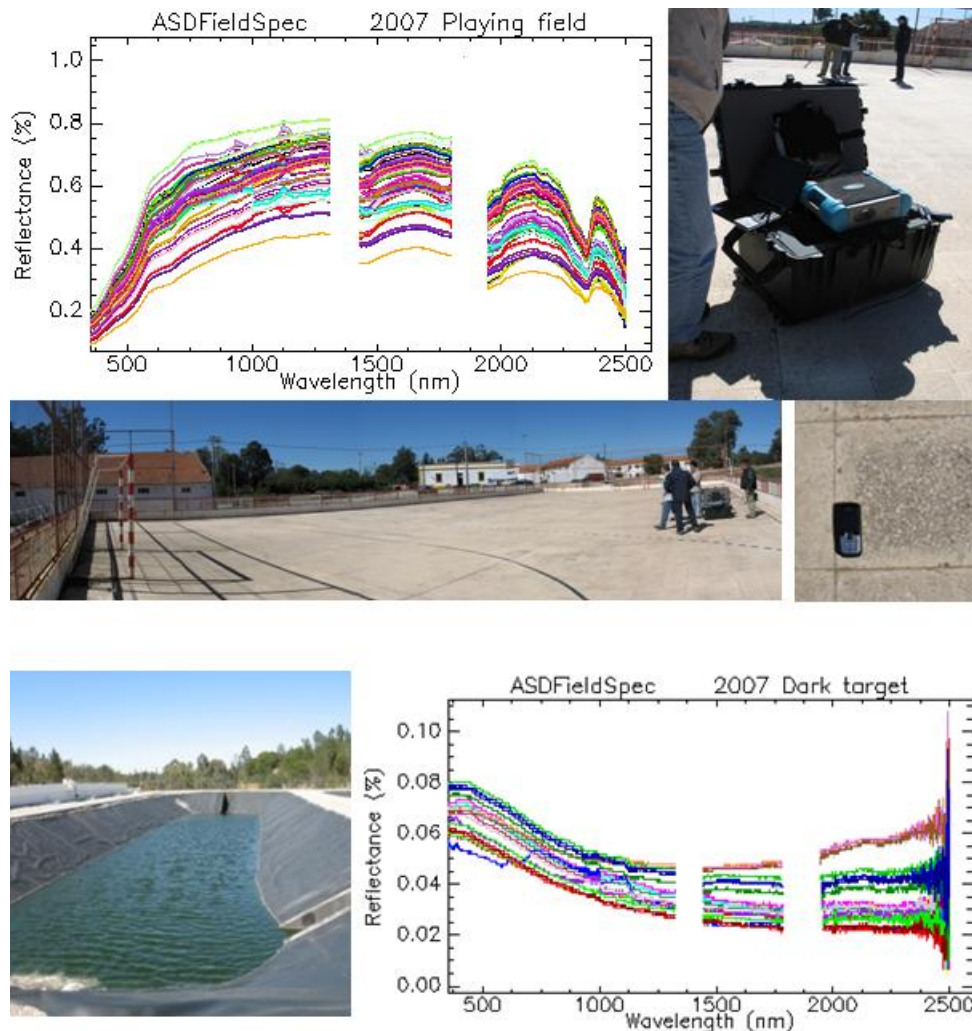 ASDFieldSpec 2007 Playing field
Reflectance (%)
1.0
0.8
0.6
0.4
0.2
500 1000 1500 2000 2500
Wavelength (nm)
ASDFieldSpec 2007 Dark target
Reflectance (%)
0.10
0.08
0.06
0.04
0.02
0.00
500 1000 1500 2000 2500
Wavelength (nm)